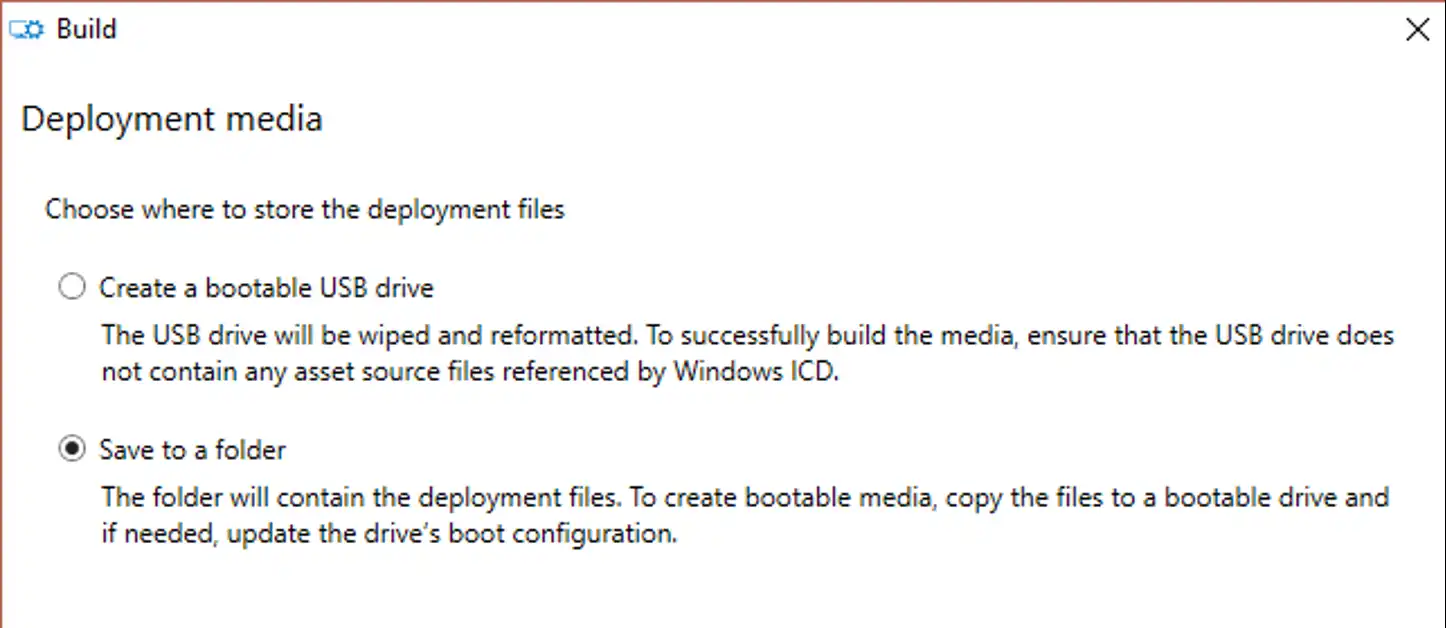 Build
Deployment media
Choose where to store the deployment files
Create a bootable USB drive
The USB drive will be wiped and reformatted. To successfully build the media, ensure that the USB drive does
not contain any asset source files referenced by Windows ICD.
Save to a folder
The folder will contain the deployment files. To create bootable media, copy the files to a bootable drive and
if needed, update the drive’s boot configuration.